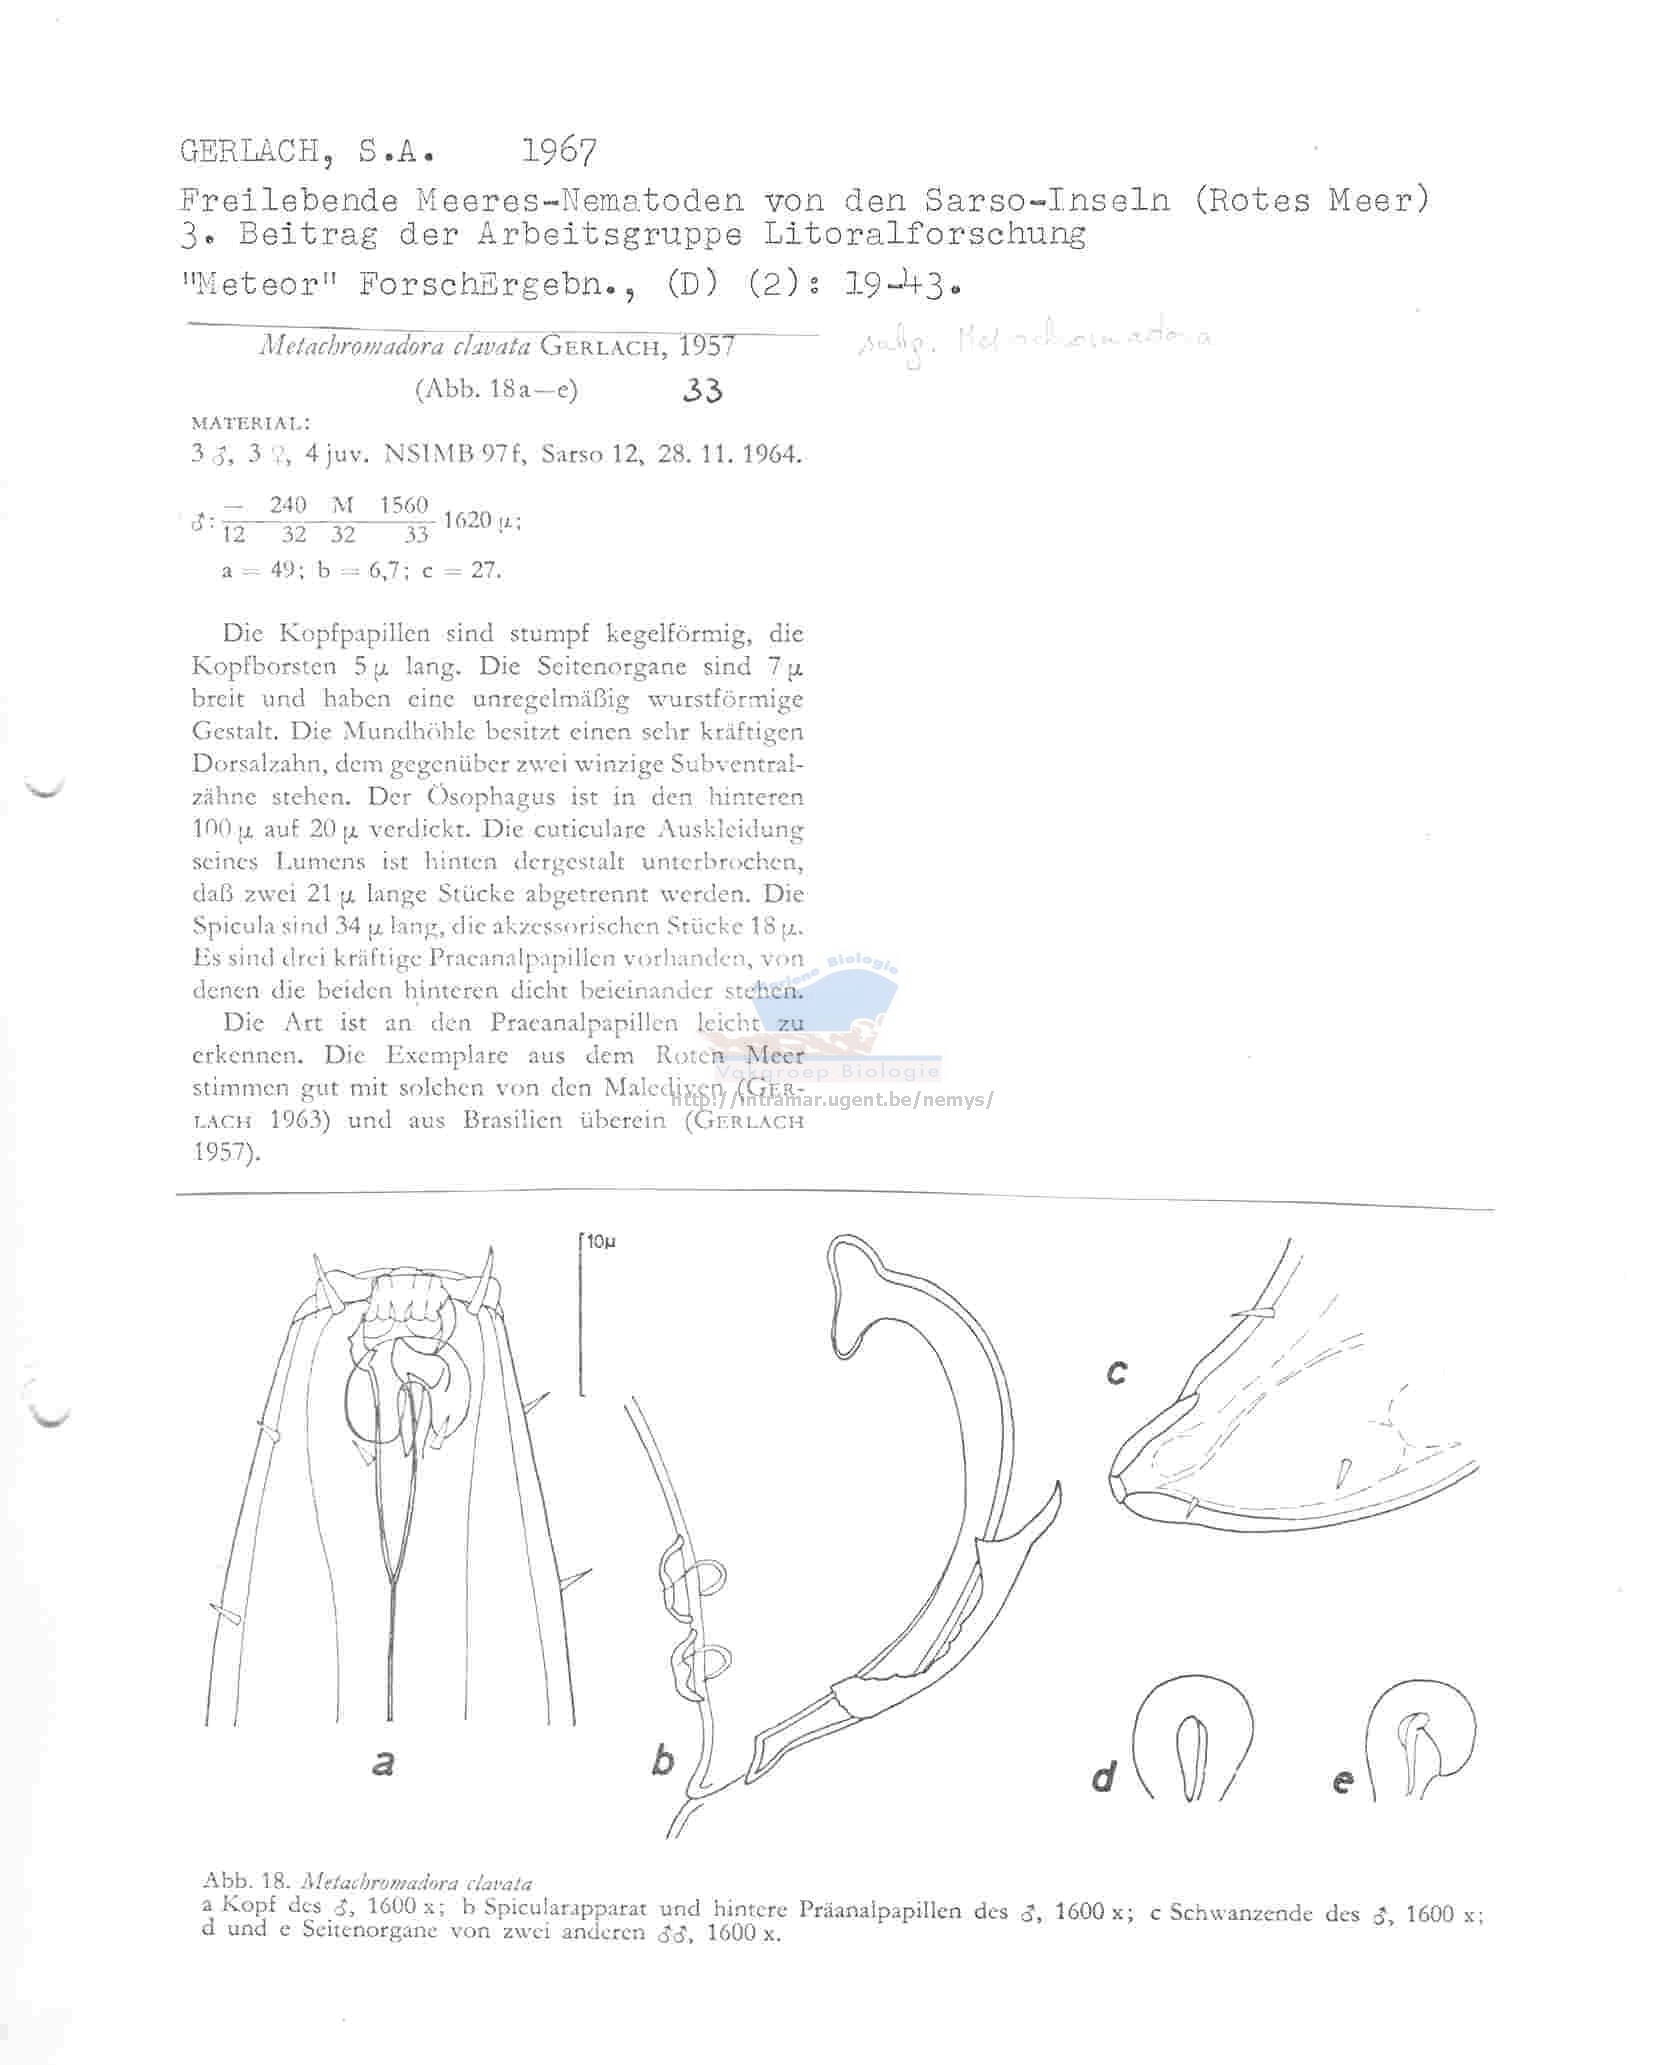 GERLACH, S.A. 1967
Freilebende Meeres-Nematoden von den Sarso-Inseln (Rotes Meer)
3. Beitrag der Arbeitsgruppe Litoralforschung
"Meteor" ForschErgebn., (D) (2): 19-43.
Metachromadora clavata GERLACH, 1957
subg. Metachromadora
(Abb. 18a—e) 33
MATERIAL:
3 ♂, 3 ♀, 4 juv. NSIMB 97f, Sarso 12, 28. 11. 1964.
— 240 M 1560
♂: 1620 μ;
12 32 32 33
a = 49; b = 6,7; c = 27.
Die Kopfpapillen sind stumpf kegelförmig, die
Kopfborsten 5 μ lang. Die Seitenorgane sind 7 μ
breit und haben eine unregelmäßig wurstförmige
Gestalt. Die Mundhöhle besitzt einen sehr kräftigen
Dorsalzahn, dem gegenüber zwei winzige Subventral-
zähne stehen. Der Ösophagus ist in den hinteren
100 μ auf 20 μ verdickt. Die cuticulare Auskleidung
seines Lumens ist hinten dergestalt unterbrochen,
daß zwei 21 μ lange Stücke abgetrennt werden. Die
Spicula sind 34 μ lang, die akzessorischen Stücke 18 μ.
Es sind drei kräftige Praeanalpapillen vorhanden, von
denen die beiden hinteren dicht beieinander stehen.
Die Art ist an den Praeanalpapillen leicht zu
erkennen. Die Exemplare aus dem Roten Meer
stimmen gut mit solchen von den Malediven (GER-
LACH 1963) und aus Brasilien überein (GERLACH
1957).
Mariene Biologie
Vakgroep Biologie
http://intramar.ugent.be/nemys/
10μ
a
b
c
d
e
Abb. 18. Metachromadora clavata
a Kopf des ♂, 1600 x; b Spicularapparat und hintere Präanalpapillen des ♂, 1600 x; c Schwanzende des ♂, 1600 x;
d und e Seitenorgane von zwei anderen ♂♂, 1600 x.